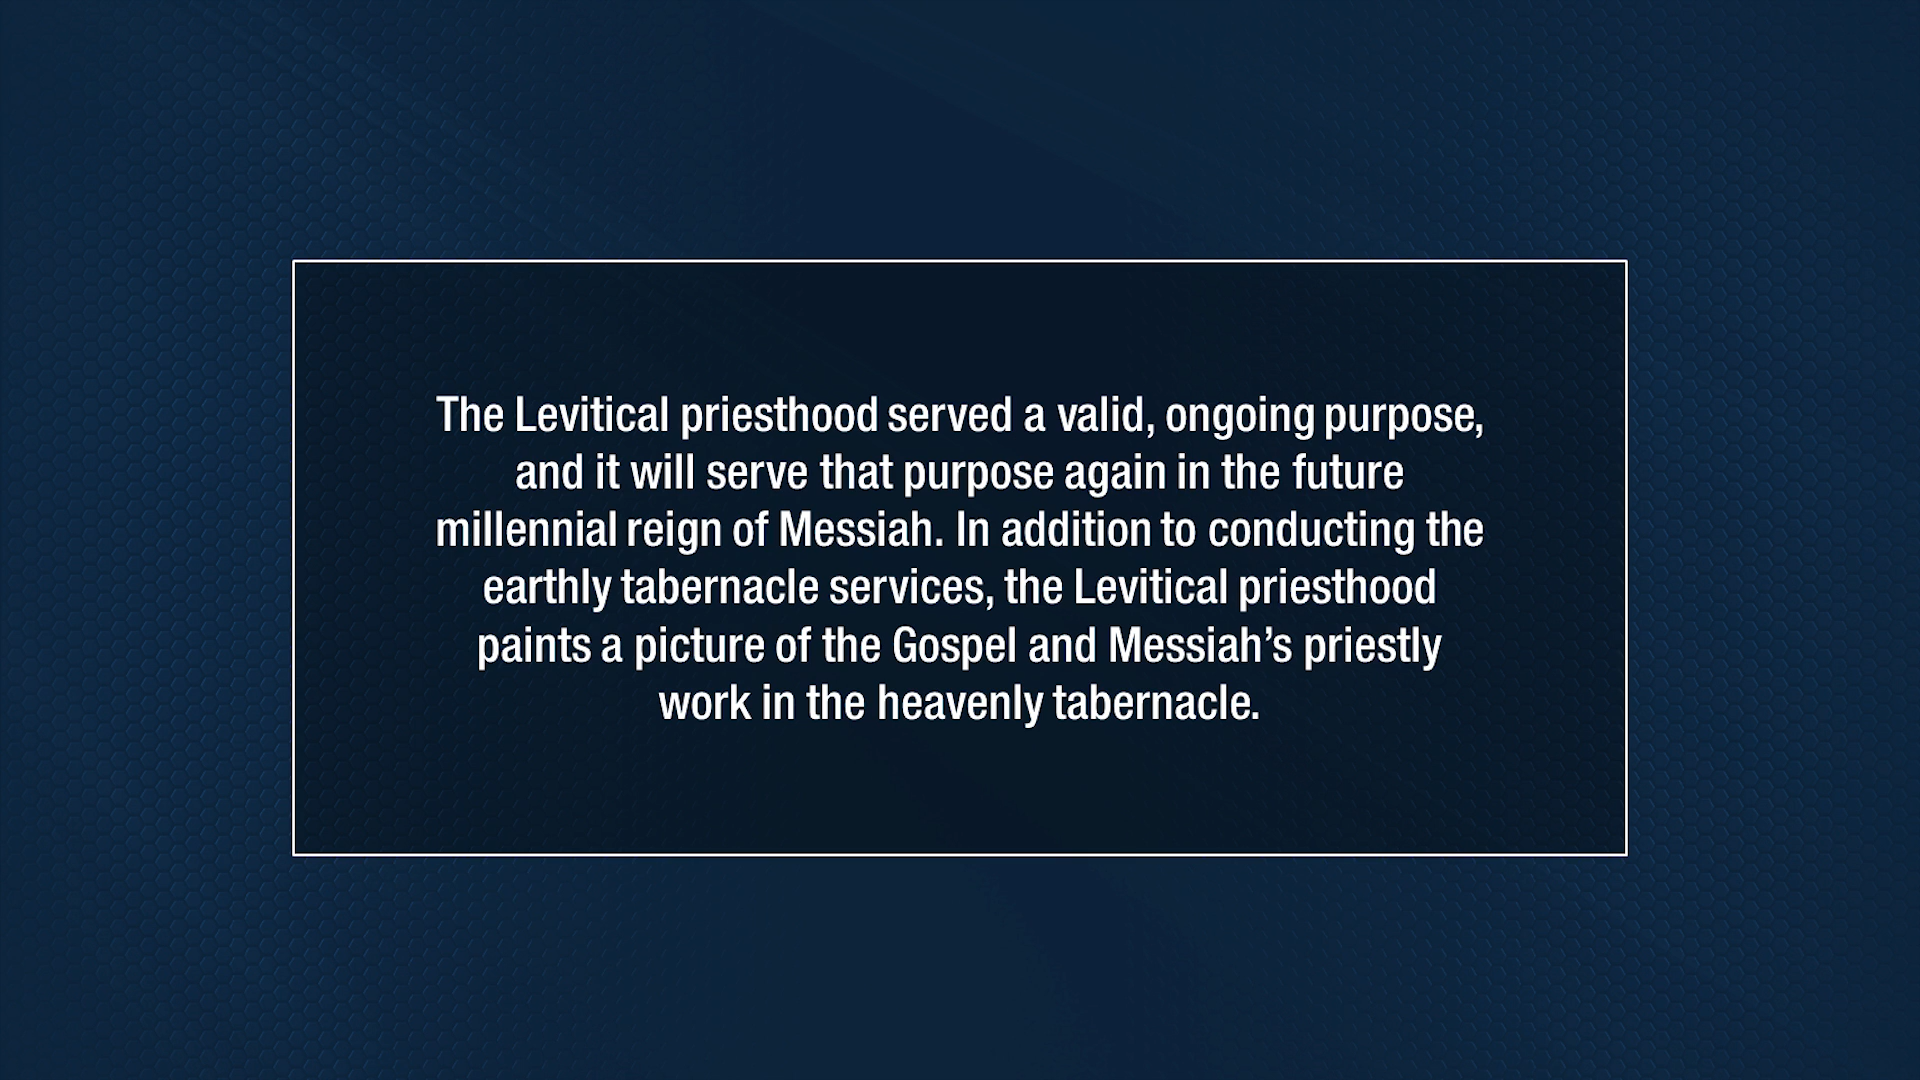 The Levitical priesthood served a valid, ongoing purpose,
and it will serve that purpose again in the future
millennial reign of Messiah. In addition to conducting the
earthly tabernacle services, the Levitical priesthood
paints a picture of the Gospel and Messiah’s priestly
work in the heavenly tabernacle.